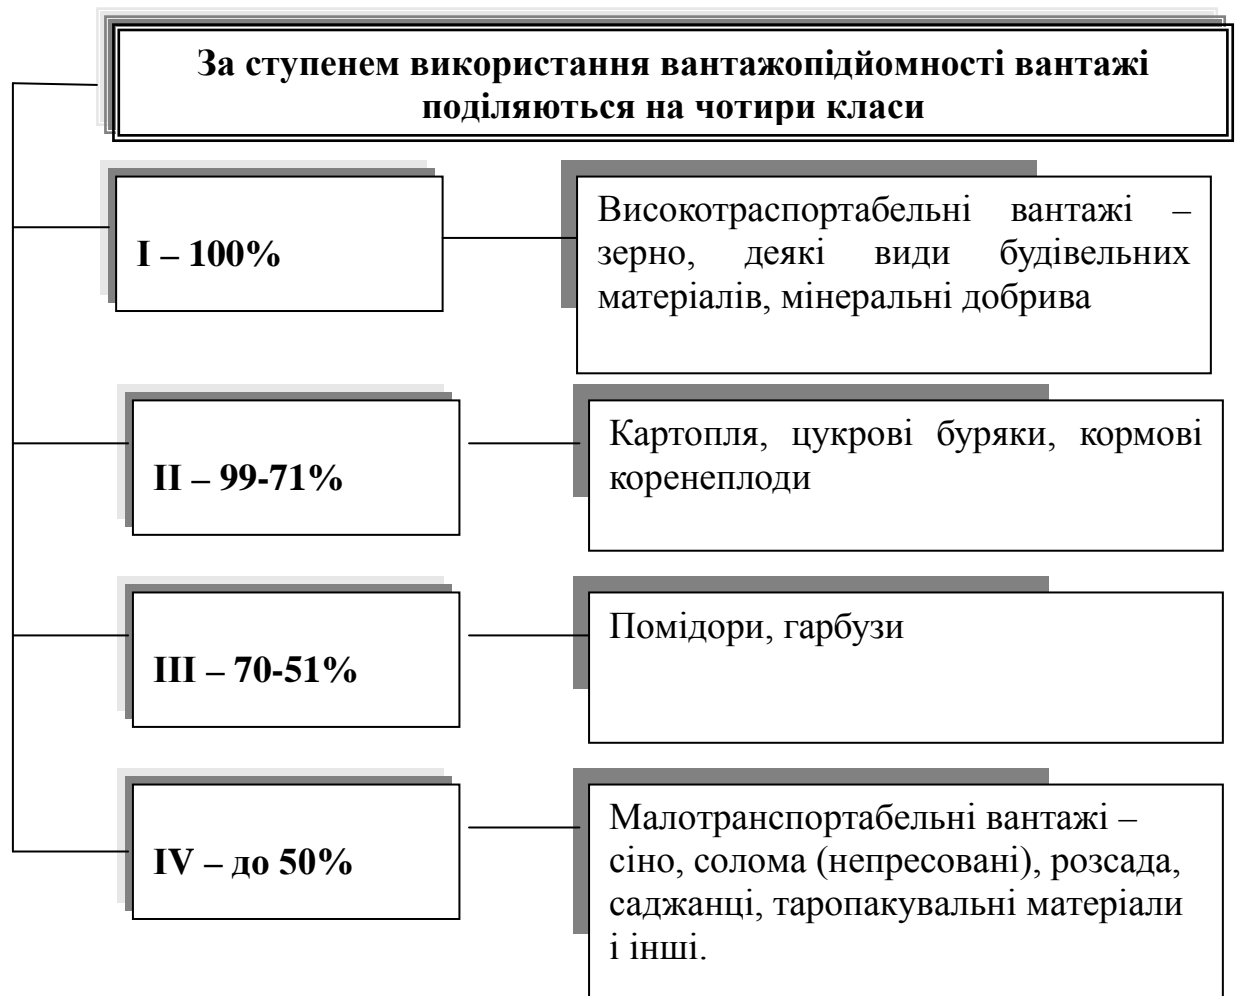 За ступенем використання вантажопідйомності вантажі
поділяються на чотири класи
I – 100%
Високотраспортабельні вантажі –
зерно, деякі види будівельних
матеріалів, мінеральні добрива
II – 99-71%
Картопля, цукрові буряки, кормові
коренеплоди
III – 70-51%
Помідори, гарбузи
IV – до 50%
Малотранспортабельні вантажі –
сіно, солома (непресовані), розсада,
саджанці, таропакувальні матеріали
і інші.